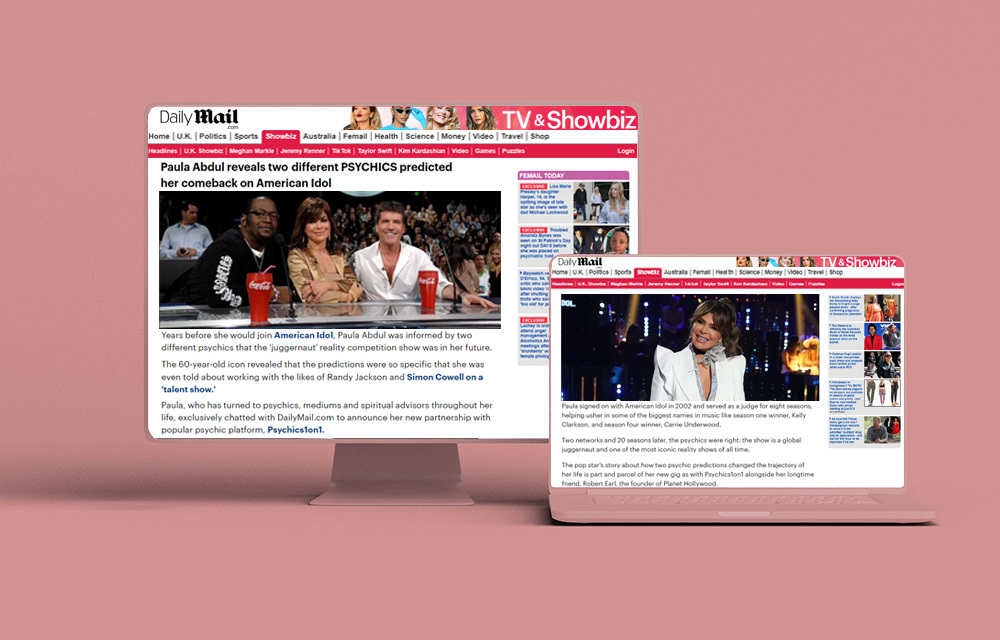 Daily Mail
.com
TV & Showbiz
Home | U.K. | Politics | Sports | Showbiz | Australia | Femail | Health | Science | Money | Video | Travel | Shop
Headlines | U.K. Showbiz | Meghan Markle | Jeremy Renner | TikTok | Taylor Swift | Kim Kardashian | Video | Games | Puzzles
Login
Paula Abdul reveals two different PSYCHICS predicted
her comeback on American Idol
Coca-Cola
Years before she would join American Idol, Paula Abdul was informed by two
different psychics that the 'juggernaut' reality competition show was in her future.
The 60-year-old icon revealed that the predictions were so specific that she was
even told about working with the likes of Randy Jackson and Simon Cowell on a
'talent show.'
Paula, who has turned to psychics, mediums and spiritual advisors throughout her
life, exclusively chatted with DailyMail.com to announce her new partnership with
popular psychic platform, Psychics1on1.
FEMAIL TODAY
EXCLUSIVE Lisa Marie
Presley's daughter
Harper, 14, is the
spitting image of late
star as she's seen with
dad Michael Lockwood
EXCLUSIVE Troubled
Amanda Bynes was
seen on St Patrick's Day
night out DAYS before
she was placed on
psychiatric hold
EXCLUSIVE
Daily Mail
TV & Showbiz
Home | U.K. | Politics | Sports | Showbiz | Australia | Femail | Health | Science | Money | Video | Travel | Shop
Headlines | U.K. Showbiz | Meghan Markle | Jeremy Renner | TikTok | Taylor Swift | Kim Kardashian | Video | Games | Puzzles
Login
IDOL
Paula signed on with American Idol in 2002 and served as a judge for eight seasons,
helping usher in some of the biggest names in music like season one winner, Kelly
Clarkson, and season four winner, Carrie Underwood.
Two networks and 20 seasons later, the psychics were right: the show is a global
juggernaut and one of the most iconic reality shows of all time.
The pop star's story about how two psychic predictions changed the trajectory of
her life is part and parcel of her new gig as with Psychics1on1 alongside her longtime
friend, Robert Earl, the founder of Planet Hollywood.